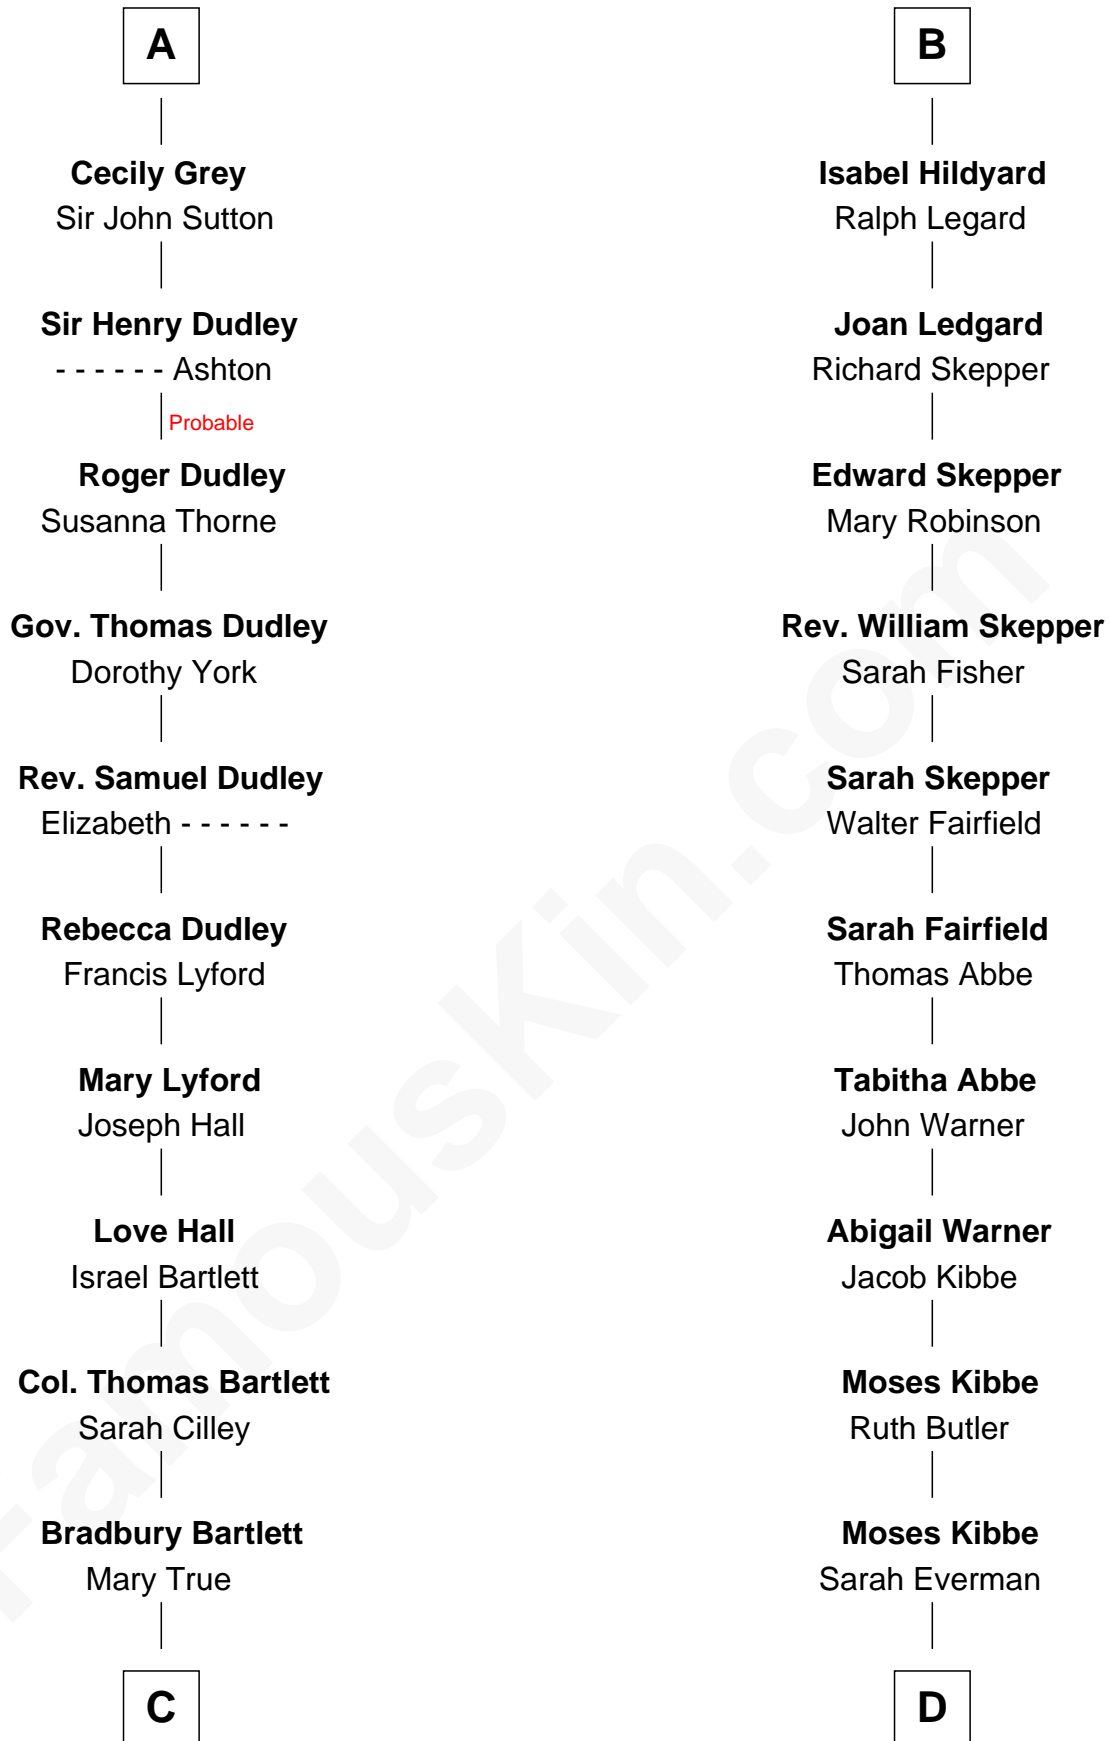 A
Cecily Grey
Sir John Sutton
Sir Henry Dudley
- - - - - - Ashton
Probable
Roger Dudley
Susanna Thorne
Gov. Thomas Dudley
Dorothy York
Rev. Samuel Dudley
Elizabeth - - - - - -
Rebecca Dudley
Francis Lyford
Mary Lyford
Joseph Hall
Love Hall
Israel Bartlett
Col. Thomas Bartlett
Sarah Cilley
Bradbury Bartlett
Mary True
C
B
Isabel Hildyard
Ralph Legard
Joan Ledgard
Richard Skepper
Edward Skepper
Mary Robinson
Rev. William Skepper
Sarah Fisher
Sarah Skepper
Walter Fairfield
Sarah Fairfield
Thomas Abbe
Tabitha Abbe
John Warner
Abigail Warner
Jacob Kibbe
Moses Kibbe
Ruth Butler
Moses Kibbe
Sarah Everman
D
FamousKin.com